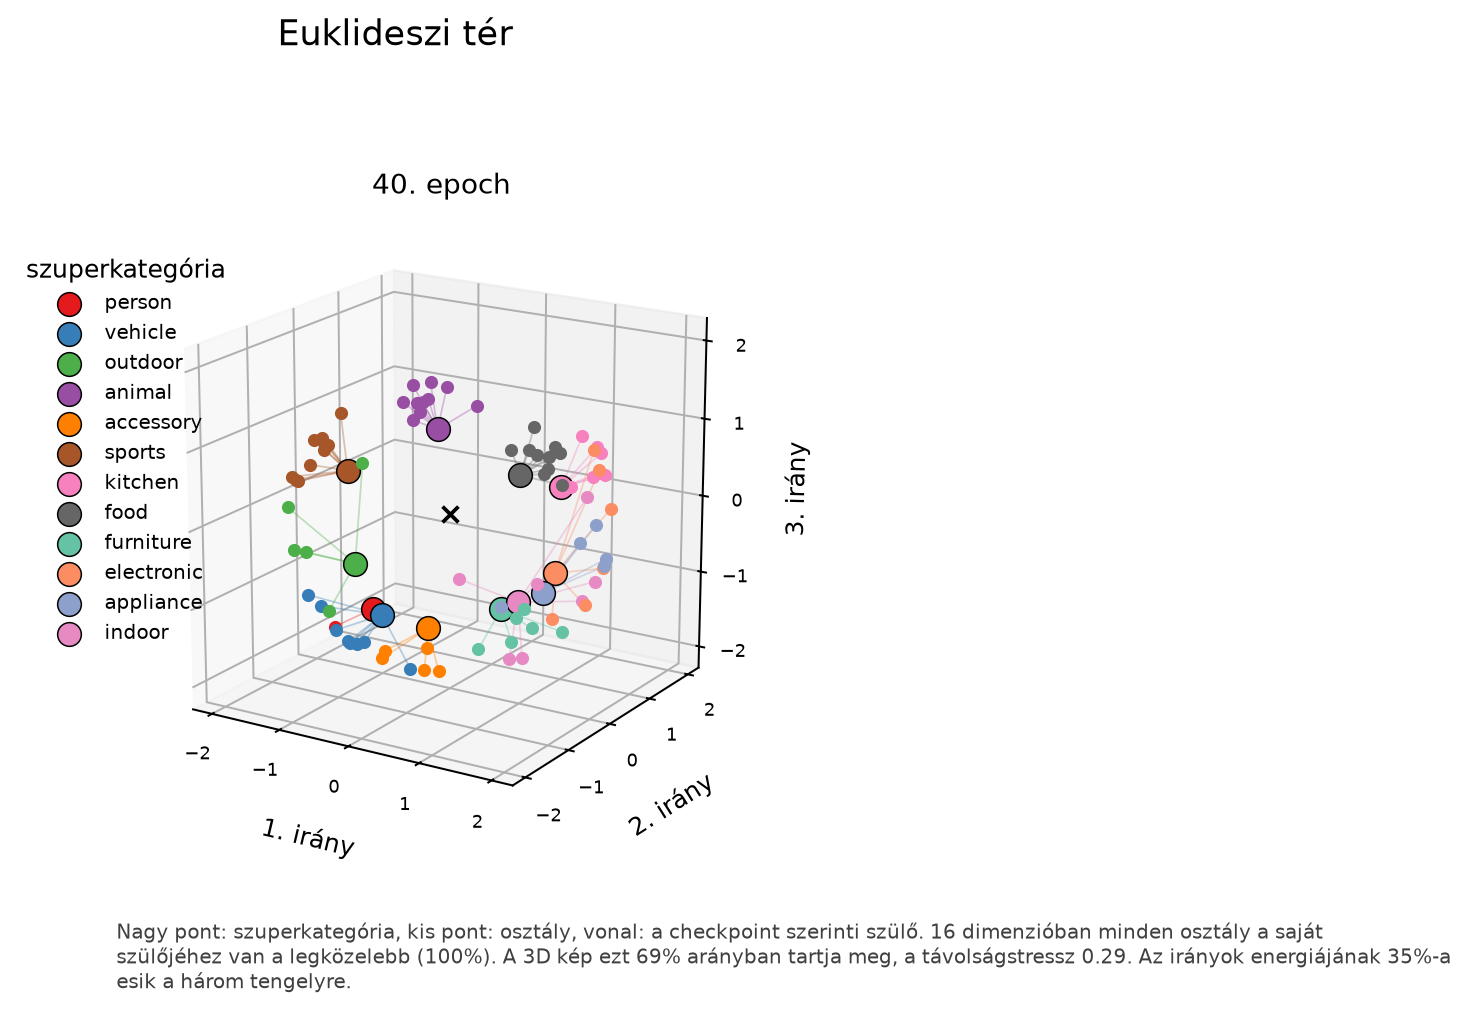 Euklideszi tér
40. epoch
szuperkategória
person
vehicle
outdoor
animal
accessory
sports
kitchen
food
furniture
electronic
appliance
indoor
2
1
0
−1
−2
3. irány
−2
−1
0
1
2
1. irány
−2
−1
0
1
2
2. irány
Nagy pont: szuperkategória, kis pont: osztály, vonal: a checkpoint szerinti szülő. 16 dimenzióban minden osztály a saját
szülőjéhez van a legközelebb (100%). A 3D kép ezt 69% arányban tartja meg, a távolságstressz 0.29. Az irányok energiájának 35%-a
esik a három tengelyre.